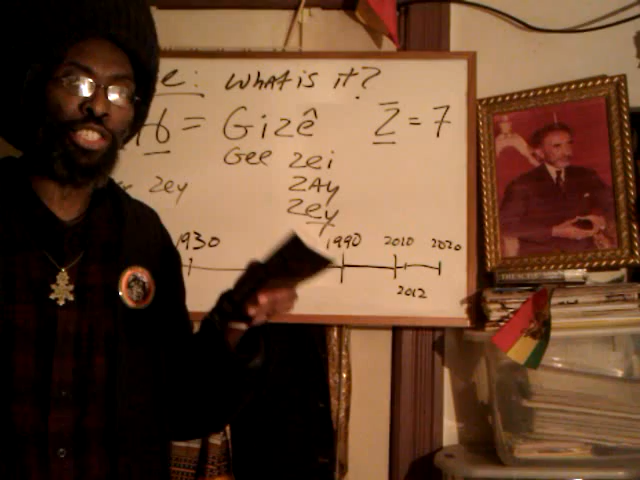 e: What is it?
= Gizê Z = 7
Gee zei
zey ZAy
zey
1930 1990 2010 2020
2012